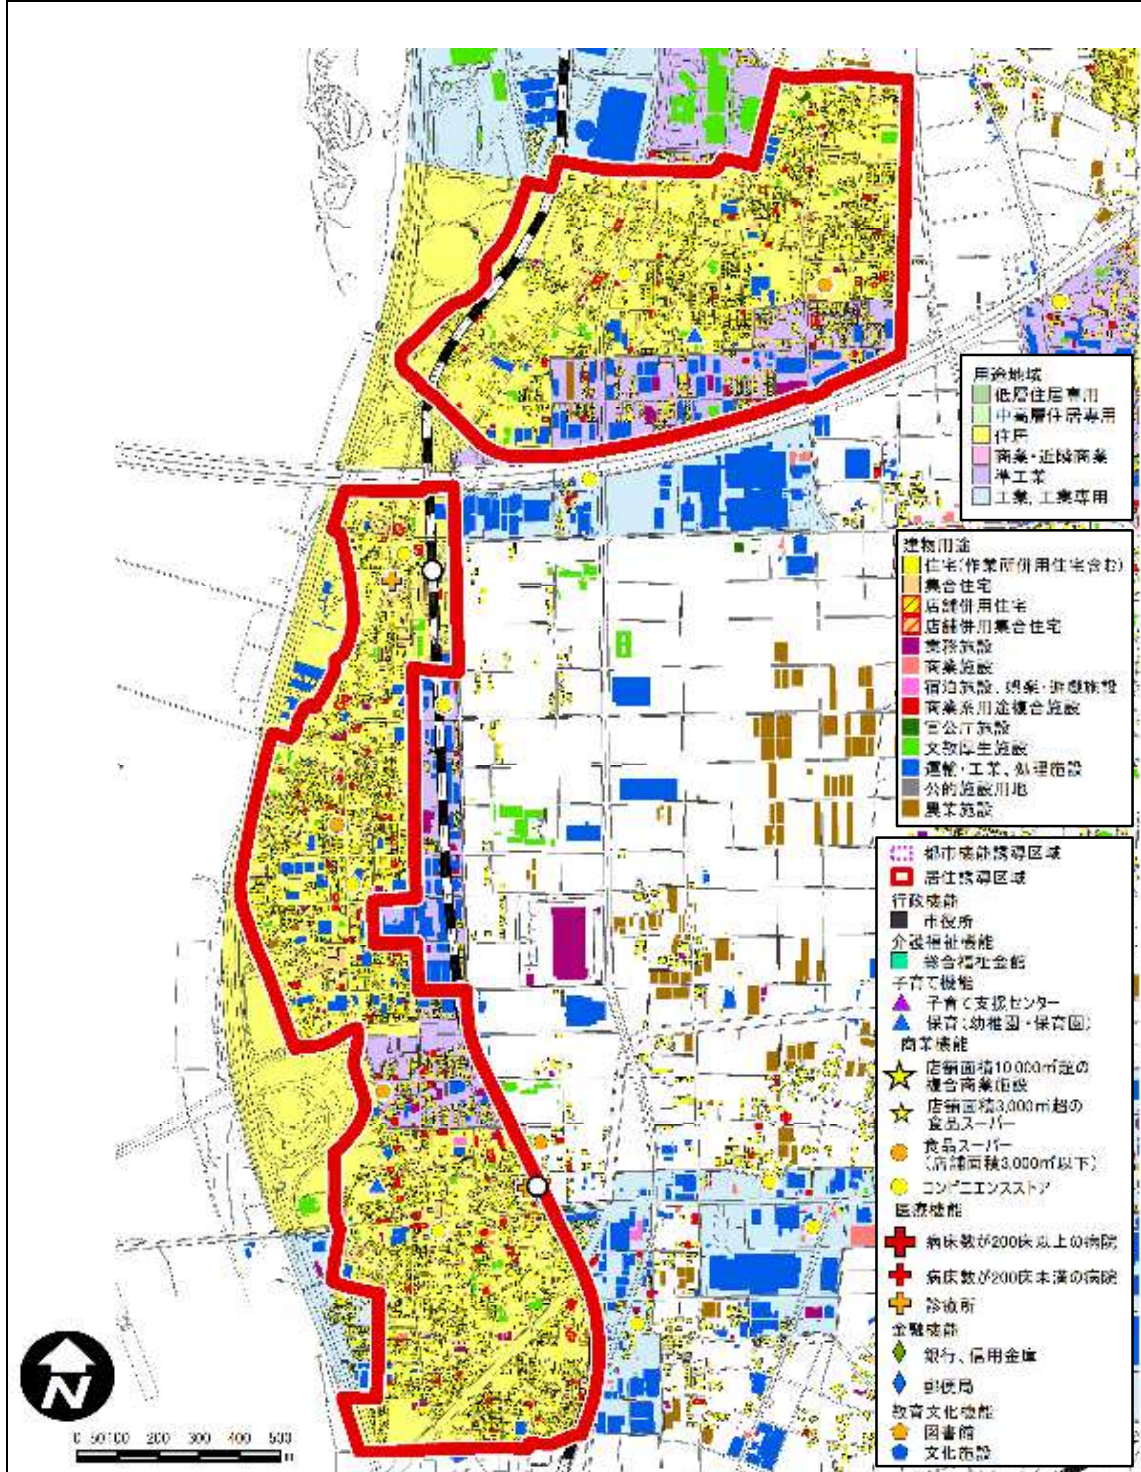 用途地域
低層住居専用
中高層住居専用
住居
商業・近隣商業
準工業
工業、工業専用
建物用途
住宅(作業所併用住宅含む)
集合住宅
店舗併用住宅
店舗併用集合住宅
業務施設
商業施設
宿泊施設、娯楽・遊戯施設
商業系用途複合施設
官公庁施設
文教厚生施設
運輸・工業、処理施設
公的施設用地
農業施設
都市機能誘導区域
居住誘導区域
行政機能
市役所
介護福祉機能
総合福祉会館
子育て機能
子育て支援センター
保育(幼稚園・保育園)
商業機能
店舗面積10,000㎡超の
複合商業施設
店舗面積3,000㎡超の
食品スーパー
食品スーパー
(店舗面積3,000㎡以下)
コンビニエンスストア
医療機能
病床数が200床以上の病院
病床数が200床未満の病院
診療所
金融機能
銀行、信用金庫
郵便局
教育文化機能
図書館
文化施設
N
0 50 100 200 300 400 500
m